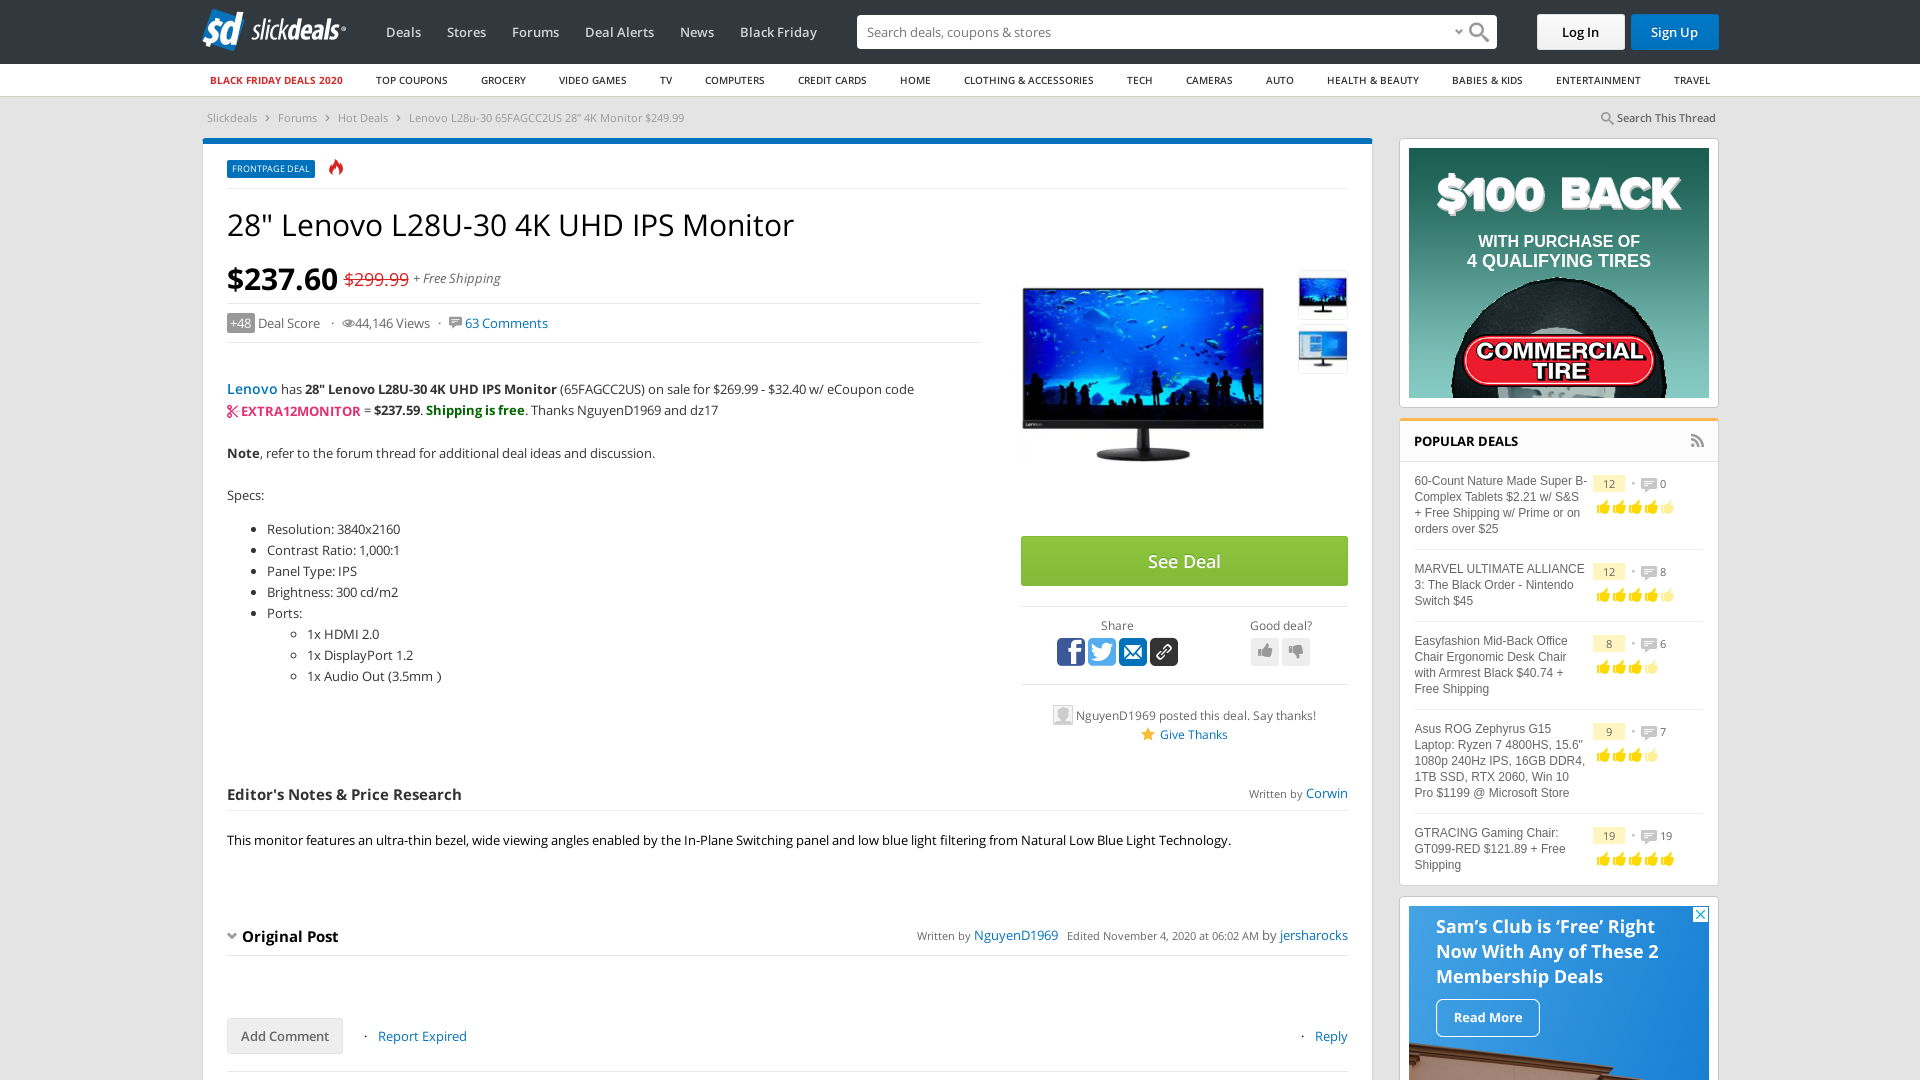 sd slickdeals
Deals Stores Forums Deal Alerts News Black Friday
Search deals, coupons & stores
Log In Sign Up
BLACK FRIDAY DEALS 2020 TOP COUPONS GROCERY VIDEO GAMES TV COMPUTERS CREDIT CARDS HOME CLOTHING & ACCESSORIES TECH CAMERAS AUTO HEALTH & BEAUTY BABIES & KIDS ENTERTAINMENT TRAVEL
Slickdeals > Forums > Hot Deals > Lenovo L28u-30 65FAGCC2US 28" 4K Monitor $249.99
Search This Thread
FRONTPAGE DEAL
28" Lenovo L28U-30 4K UHD IPS Monitor
$237.60 $299.99 + Free Shipping
+48 Deal Score · 44,146 Views · 63 Comments
Lenovo has 28" Lenovo L28U-30 4K UHD IPS Monitor (65FAGCC2US) on sale for $269.99 - $32.40 w/ eCoupon code
EXTRA12MONITOR = $237.59. Shipping is free. Thanks NguyenD1969 and dz17
Note, refer to the forum thread for additional deal ideas and discussion.
Specs:
• Resolution: 3840x2160
• Contrast Ratio: 1,000:1
• Panel Type: IPS
• Brightness: 300 cd/m2
• Ports:
◦ 1x HDMI 2.0
◦ 1x DisplayPort 1.2
◦ 1x Audio Out (3.5mm )
Lenovo
See Deal
Share
Good deal?
NguyenD1969 posted this deal. Say thanks!
Give Thanks
Editor's Notes & Price Research
Written by Corwin
This monitor features an ultra-thin bezel, wide viewing angles enabled by the In-Plane Switching panel and low blue light filtering from Natural Low Blue Light Technology.
Original Post
Written by NguyenD1969 Edited November 4, 2020 at 06:02 AM by jersharocks
Add Comment · Report Expired
· Reply
$100 BACK
WITH PURCHASE OF
4 QUALIFYING TIRES
COMMERCIAL
TIRE
POPULAR DEALS
60-Count Nature Made Super B-
Complex Tablets $2.21 w/ S&S
+ Free Shipping w/ Prime or on
orders over $25
12 • 0
MARVEL ULTIMATE ALLIANCE
3: The Black Order - Nintendo
Switch $45
12 • 8
Easyfashion Mid-Back Office
Chair Ergonomic Desk Chair
with Armrest Black $40.74 +
Free Shipping
8 • 6
Asus ROG Zephyrus G15
Laptop: Ryzen 7 4800HS, 15.6"
1080p 240Hz IPS, 16GB DDR4,
1TB SSD, RTX 2060, Win 10
Pro $1199 @ Microsoft Store
9 • 7
GTRACING Gaming Chair:
GT099-RED $121.89 + Free
Shipping
19 • 19
Sam's Club is 'Free' Right
Now With Any of These 2
Membership Deals
Read More